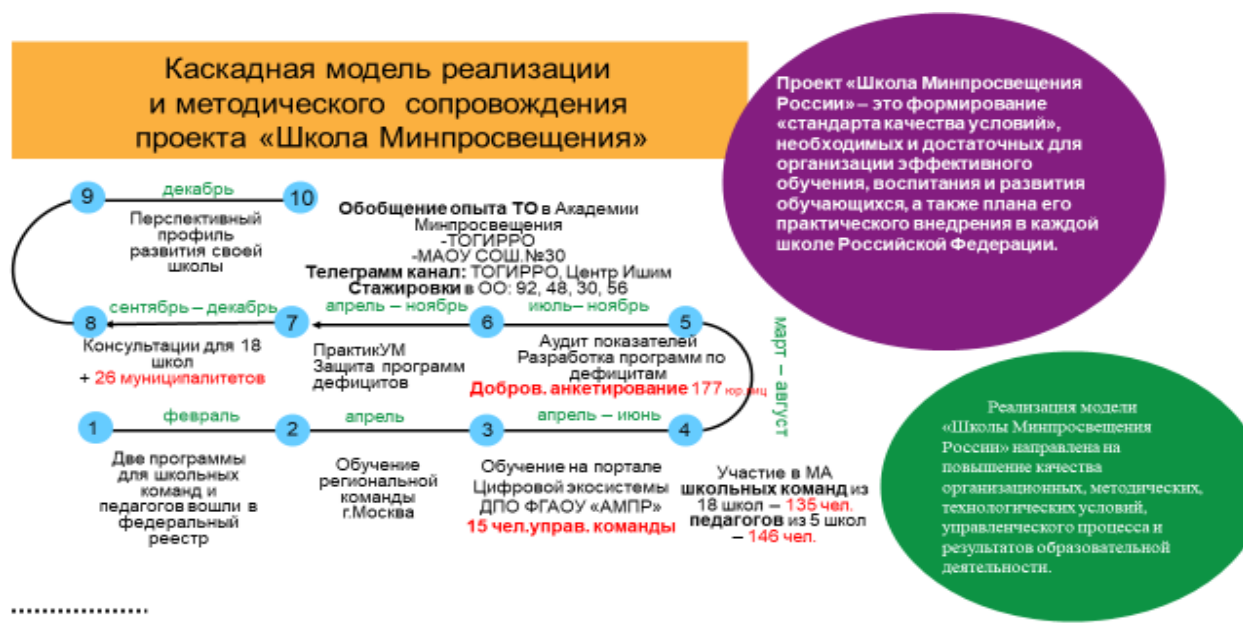 Каскадная модель реализации
и методического сопровождения
проекта «Школа Минпросвещения»
Проект «Школа Минпросвещения
России» – это формирование
«стандарта качества условий»,
необходимых и достаточных для
организации эффективного
обучения, воспитания и развития
обучающихся, а также плана его
практического внедрения в каждой
школе Российской Федерации.
9
декабрь
10
Перспективный
профиль
развития своей
школы
Обобщение опыта ТО в Академии
Минпросвещения
-ТОГИРРО
-МАОУ СОШ.№30
Телеграмм канал: ТОГИРРО, Центр Ишим
Стажировки в ОО: 92, 48, 30, 56
8
сентябрь – декабрь
7
апрель – ноябрь
6
июль– ноябрь
5
март – август
Консультации для 18
школ
+ 26 муниципалитетов
ПрактикУМ
Защита программ
дефицитов
Аудит показателей
Разработка программ по
дефицитам
Добров. анкетирование 177 юр.лиц
1
февраль
2
апрель
3
апрель – июнь
4
Две программы
для школьных
команд и
педагогов вошли в
федеральный
реестр
Обучение
региональной
команды
г.Москва
Обучение на портале
Цифровой экосистемы
ДПО ФГАОУ «АМПР»
15 чел.управ. команды
Участие в МА
школьных команд из
18 школ – 135 чел.
педагогов из 5 школ
– 146 чел.
Реализация модели
«Школы Минпросвещения
России» направлена на
повышение качества
организационных, методических,
технологических условий,
управленческого процесса и
результатов образовательной
деятельности.